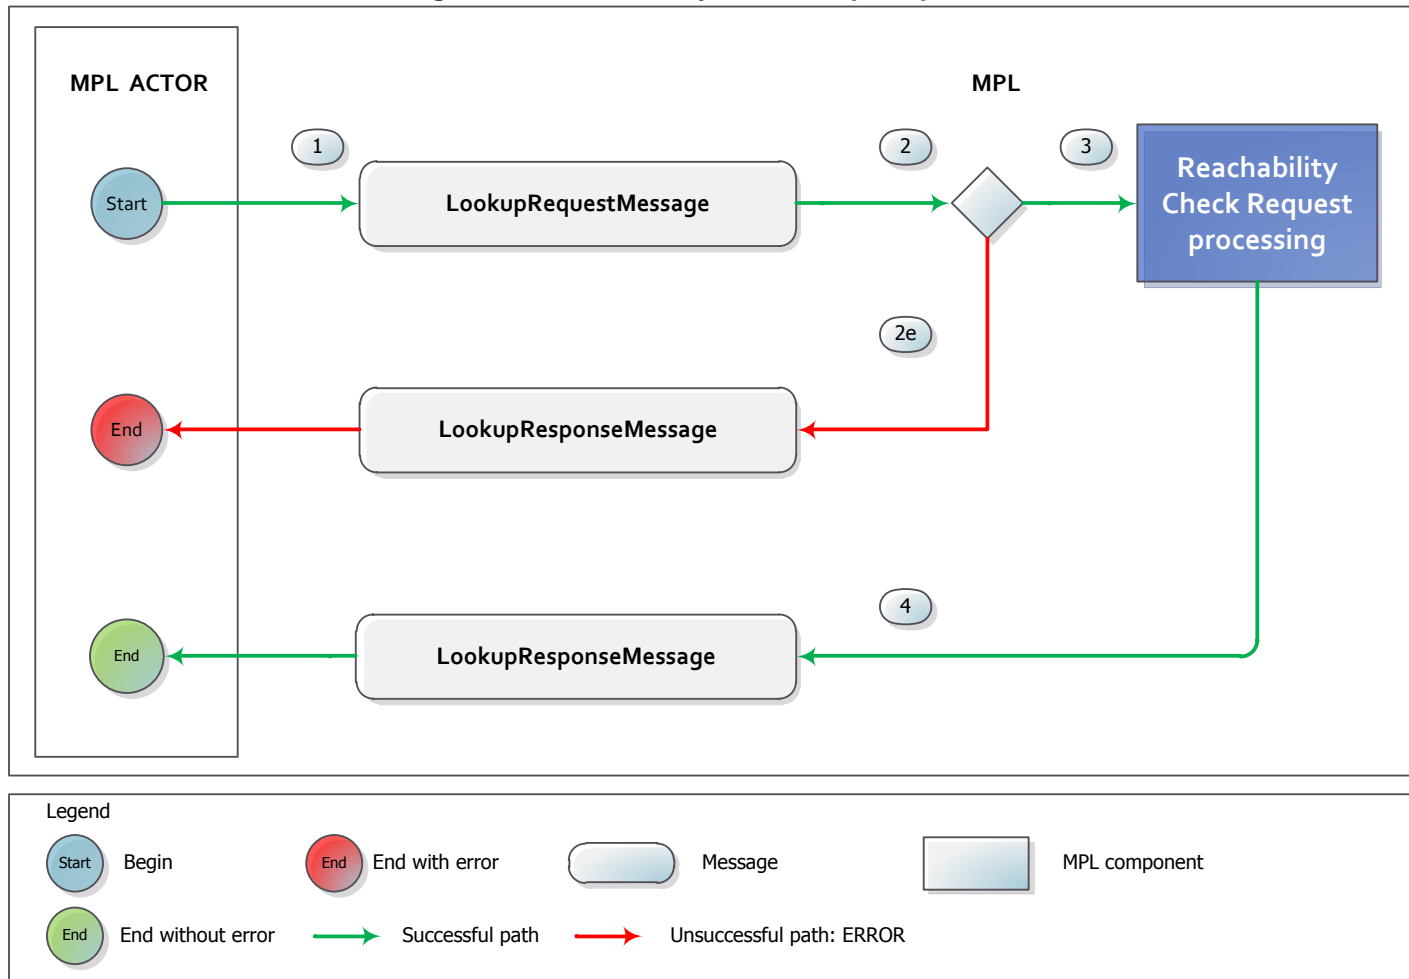 MPL ACTOR
MPL
1
2
3
Start
LookupRequestMessage
Reachability
Check Request
processing
2e
End
LookupResponseMessage
4
End
LookupResponseMessage
Legend
Start Begin
End End with error
Message
MPL component
End End without error
Successful path
Unsuccessful path: ERROR